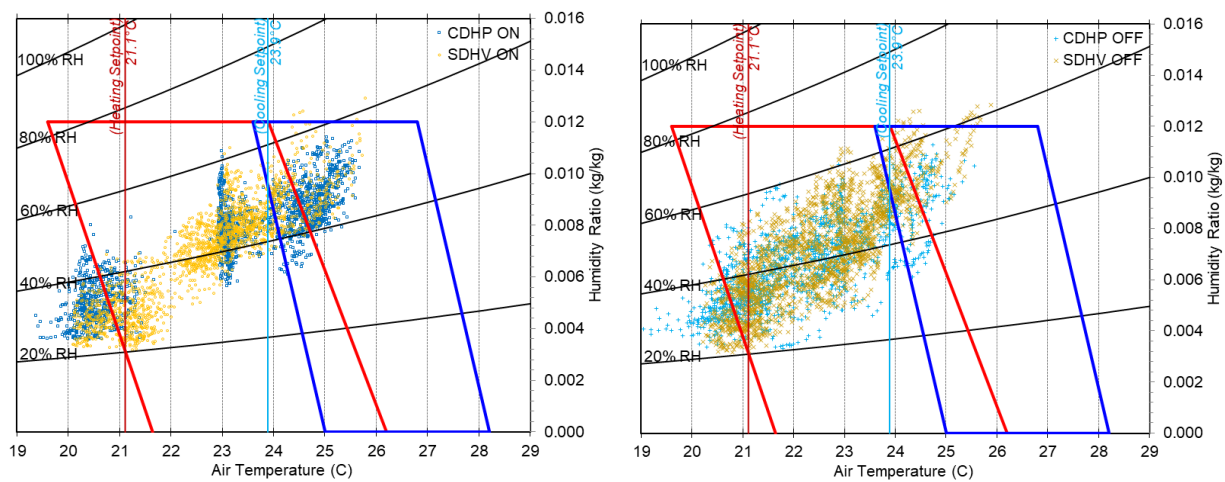 CDHP ON
SDHV ON
(Heating Setpoint)
21.1°C
(Cooling Setpoint)
23.9°C
100% RH
80% RH
60% RH
40% RH
20% RH
0.016
0.014
0.012
0.010
0.008
0.006
0.004
0.002
0.000
Humidity Ratio (kg/kg)
19 20 21 22 23 24 25 26 27 28 29
Air Temperature (C)
CDHP OFF
SDHV OFF
(Heating Setpoint)
21.1°C
(Cooling Setpoint)
23.9°C
100% RH
80% RH
60% RH
40% RH
20% RH
0.016
0.014
0.012
0.010
0.008
0.006
0.004
0.002
0.000
Humidity Ratio (kg/kg)
19 20 21 22 23 24 25 26 27 28 29
Air Temperature (C)